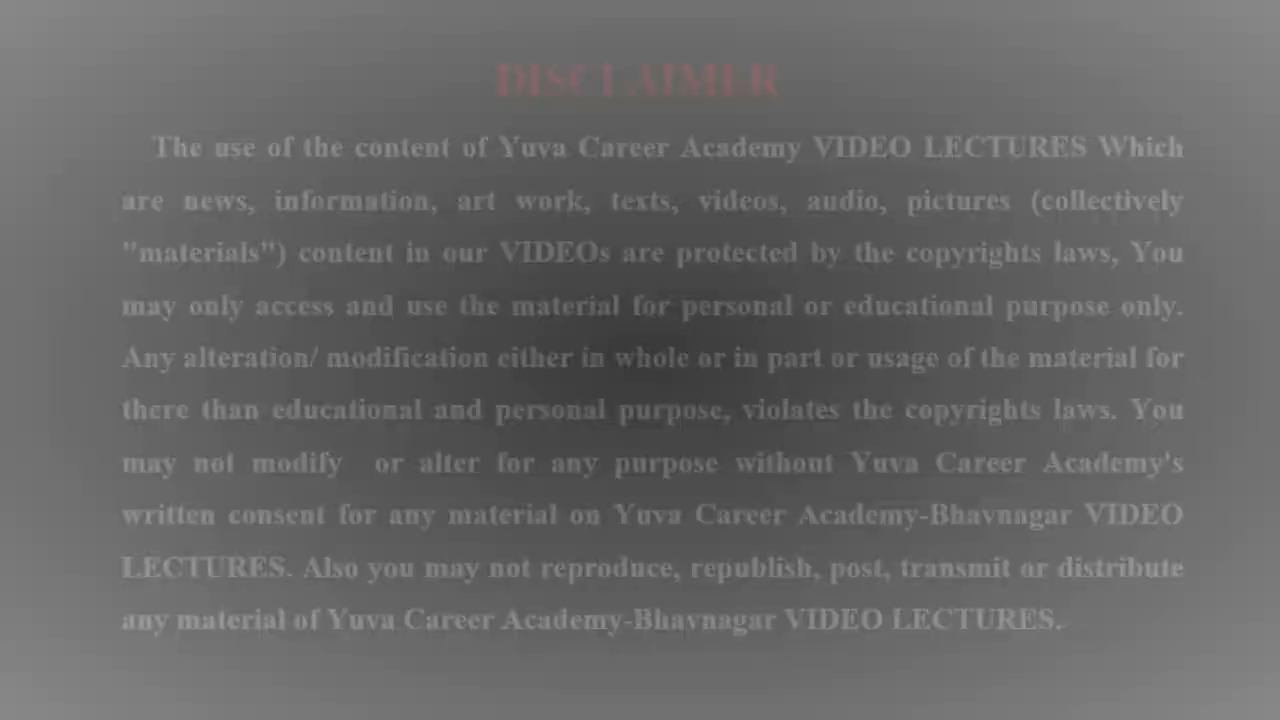 DISCLAIMER
The use of the content of Yuva Career Academy VIDEO LECTURES Which
are news, information, art work, texts, videos, audio, pictures (collectively
"materials") content in our VIDEOs are protected by the copyrights laws, You
may only access and use the material for personal or educational purpose only.
Any alteration/ modification either in whole or in part or usage of the material for
there than educational and personal purpose, violates the copyrights laws. You
may not modify or alter for any purpose without Yuva Career Academy's
written consent for any material on Yuva Career Academy-Bhavnagar VIDEO
LECTURES. Also you may not reproduce, republish, post, transmit or distribute
any material of Yuva Career Academy-Bhavnagar VIDEO LECTURES.